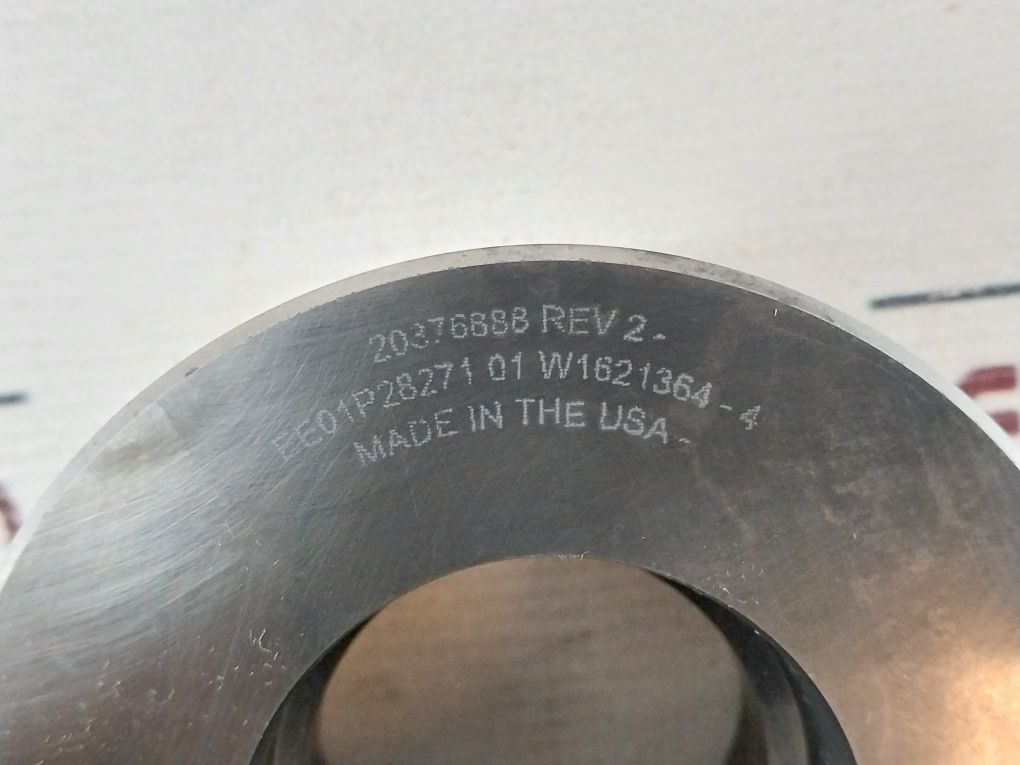 20376888 REV 2-
EE01P28271 01 W1621364-4
MADE IN THE USA-